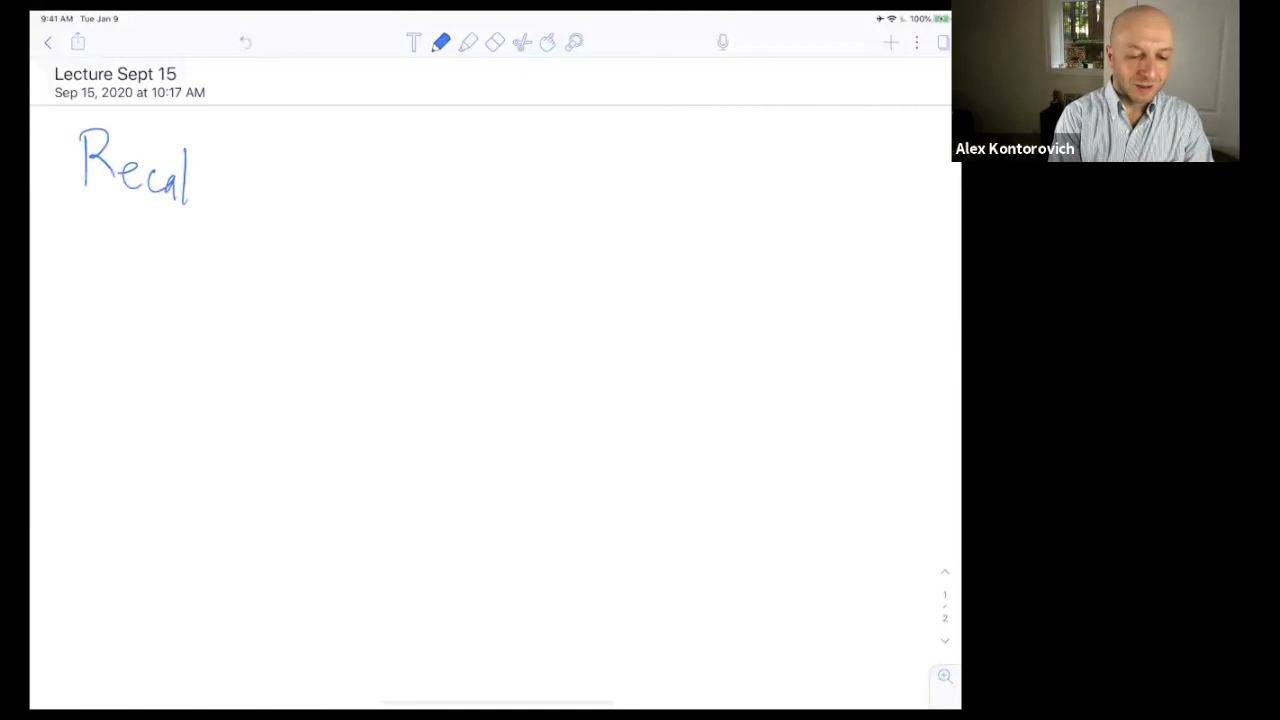 9:41 AM Tue Jan 9
100%
Lecture Sept 15
Sep 15, 2020 at 10:17 AM
Recal
Alex Kontorovich
1
/
2